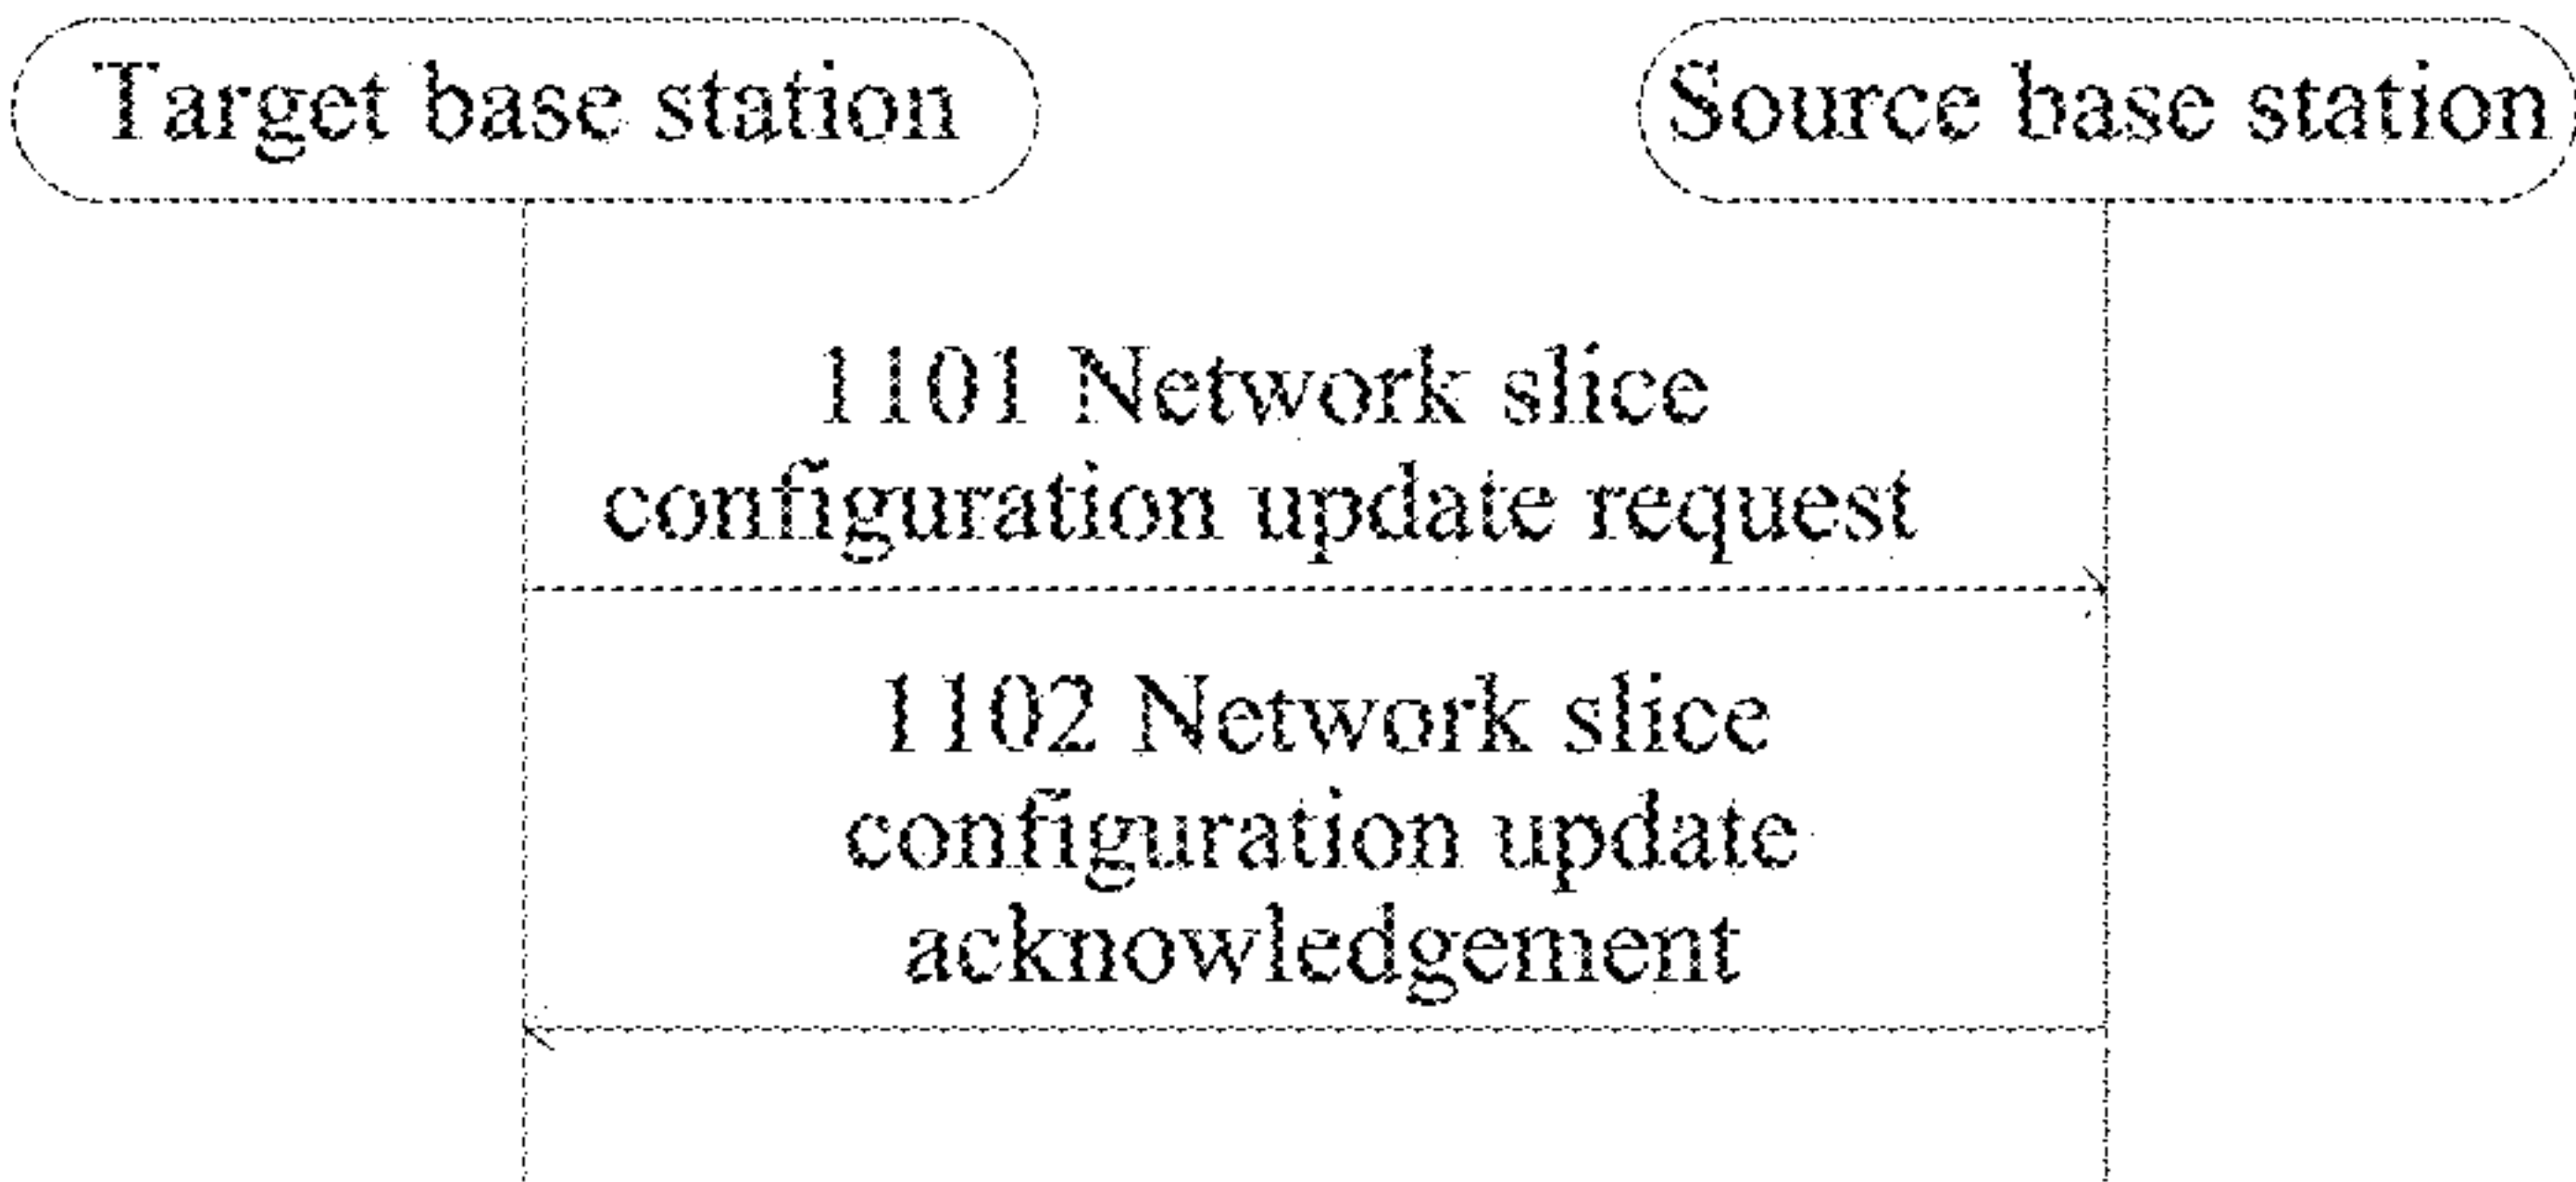 Target base station
Source base station
1101 Network slice
configuration update request
1102 Network slice
configuration update
acknowledgement